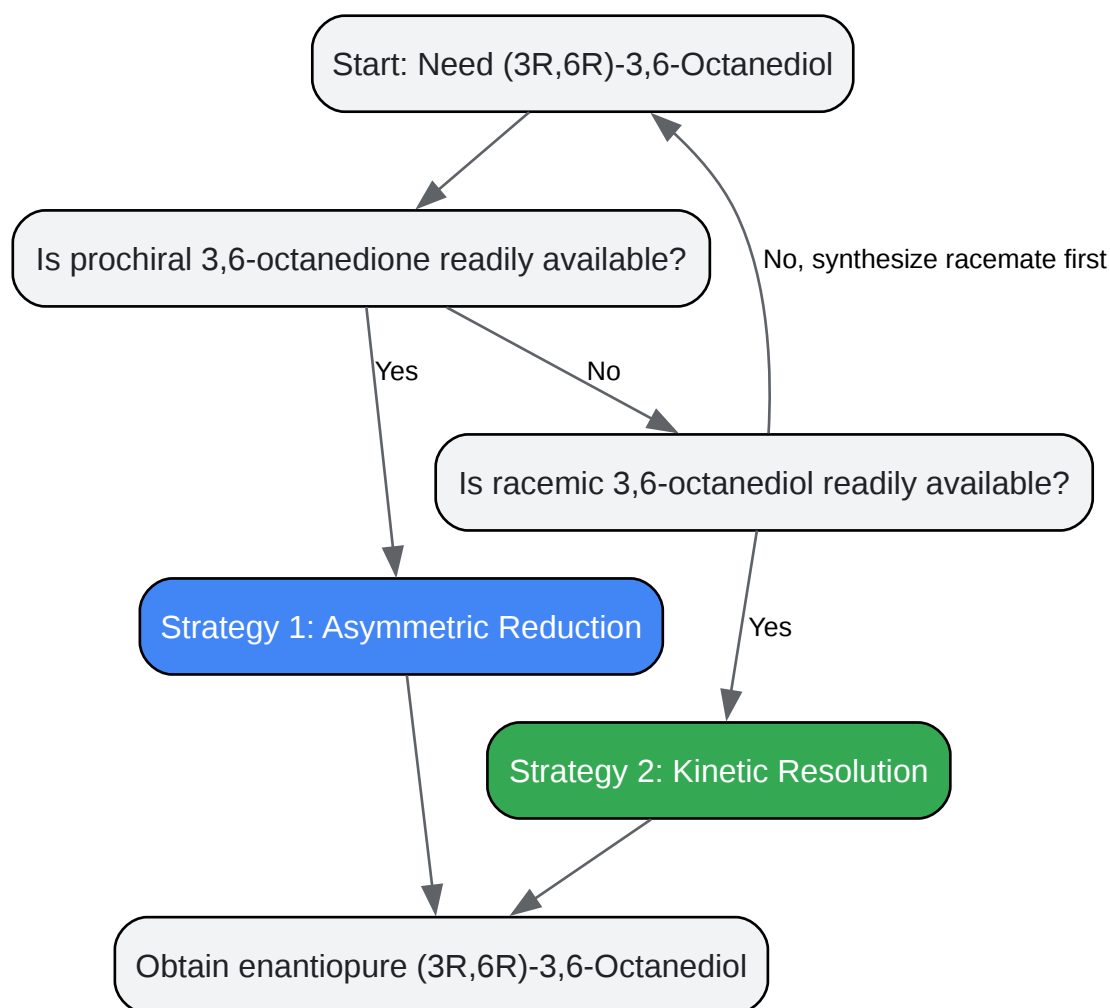 Start: Need (3R,6R)-3,6-Octanediol
Is prochiral 3,6-octanedione readily available?
No, synthesize racemate first
Yes
No
Is racemic 3,6-octanediol readily available?
Strategy 1: Asymmetric Reduction
Yes
Strategy 2: Kinetic Resolution
Obtain enantiopure (3R,6R)-3,6-Octanediol